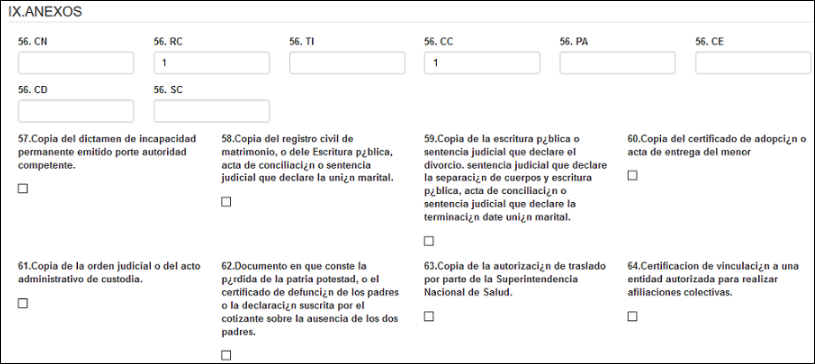 IX.ANEXOS
56. CN 56. RC 56. TI 56. CC 56. PA 56. CE
1 1
56. CD 56. SC
57.Copia del dictamen de incapacidad
permanente emitido porte autoridad
competente.
58.Copia del registro civil de
matrimonio, o dele Escritura p¿blica,
acta de conciliaci¿n o sentencia
judicial que declare la uni¿n marital.
59.Copia de la escritura p¿blica o
sentencia judicial que declare el
divorcio. sentencia judicial que declare
la separaci¿n de cuerpos y escritura
p¿blica, acta de conciliaci¿n o
sentencia judicial que declare la
terminaci¿n date uni¿n marital.
60.Copia del certificado de adopci¿n o
acta de entrega del menor
61.Copia de la orden judicial o del acto
administrativo de custodia.
62.Documento en que conste la
p¿rdida de la patria potestad, o el
certificado de defunci¿n de los padres
o la declaraci¿n suscrita por el
cotizante sobre la ausencia de los dos
padres.
63.Copia de la autorizaci¿n de traslado
por parte de la Superintendencia
Nacional de Salud.
64.Certificacion de vinculaci¿n a una
entidad autorizada para realizar
afiliaciones colectivas.